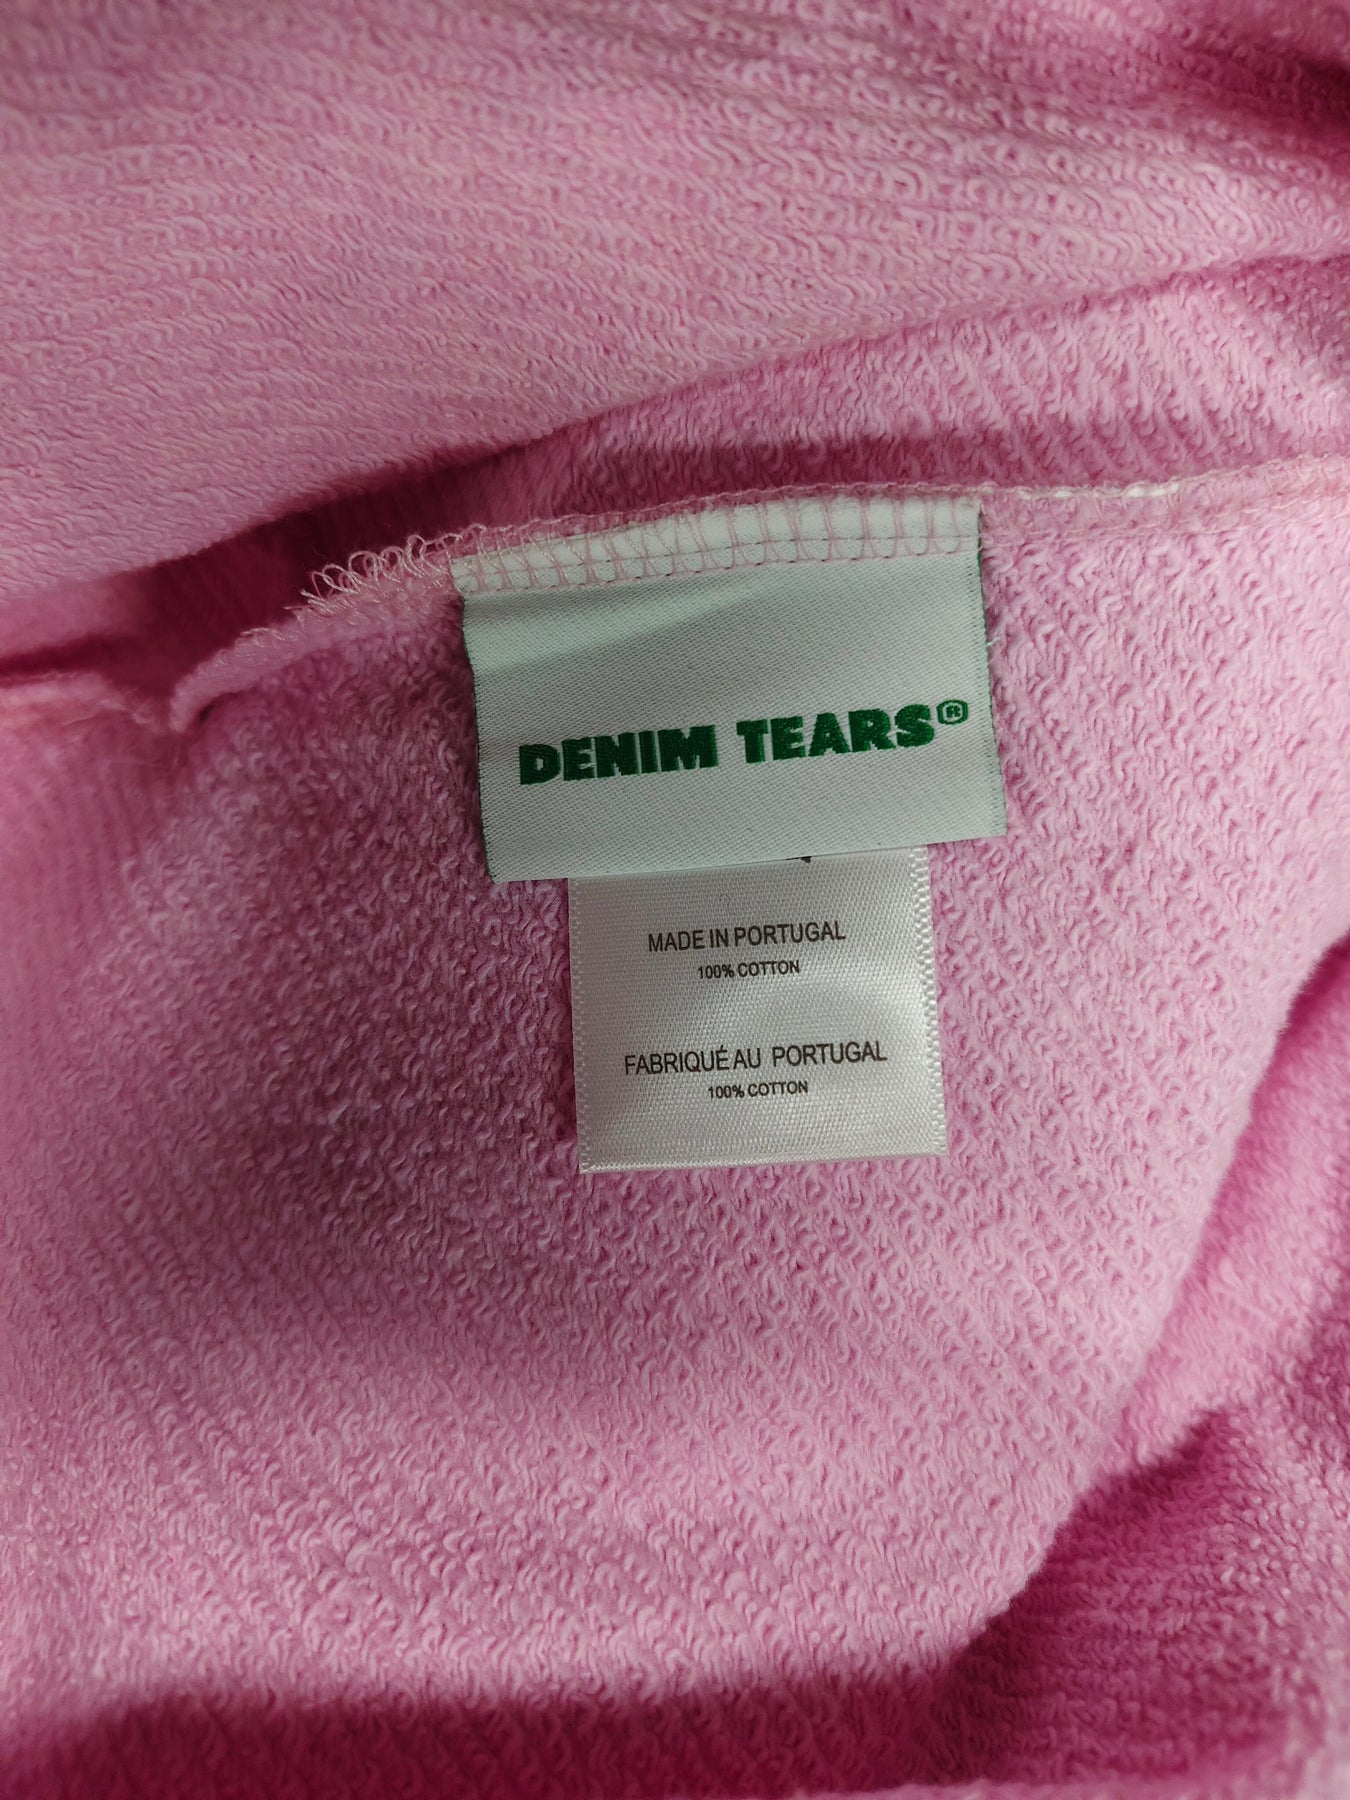 DENIM TEARS®
MADE IN PORTUGAL
100% COTTON
FABRIQUÉ AU PORTUGAL
100% COTTON